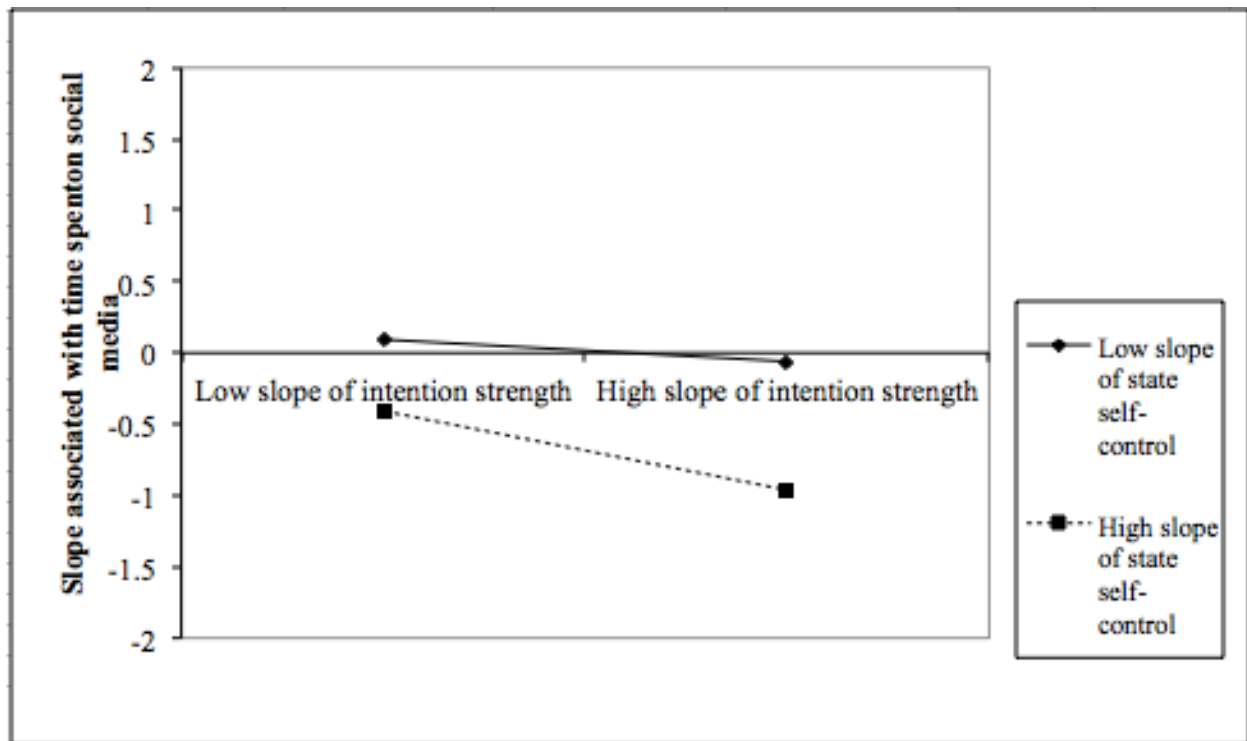 Slope associated with time spenton social
media
2
1.5
1
0.5
0
-0.5
-1
-1.5
-2
Low slope of intention strength
High slope of intention strength
Low slope
of state
self-
control
High slope
of state
self-
control